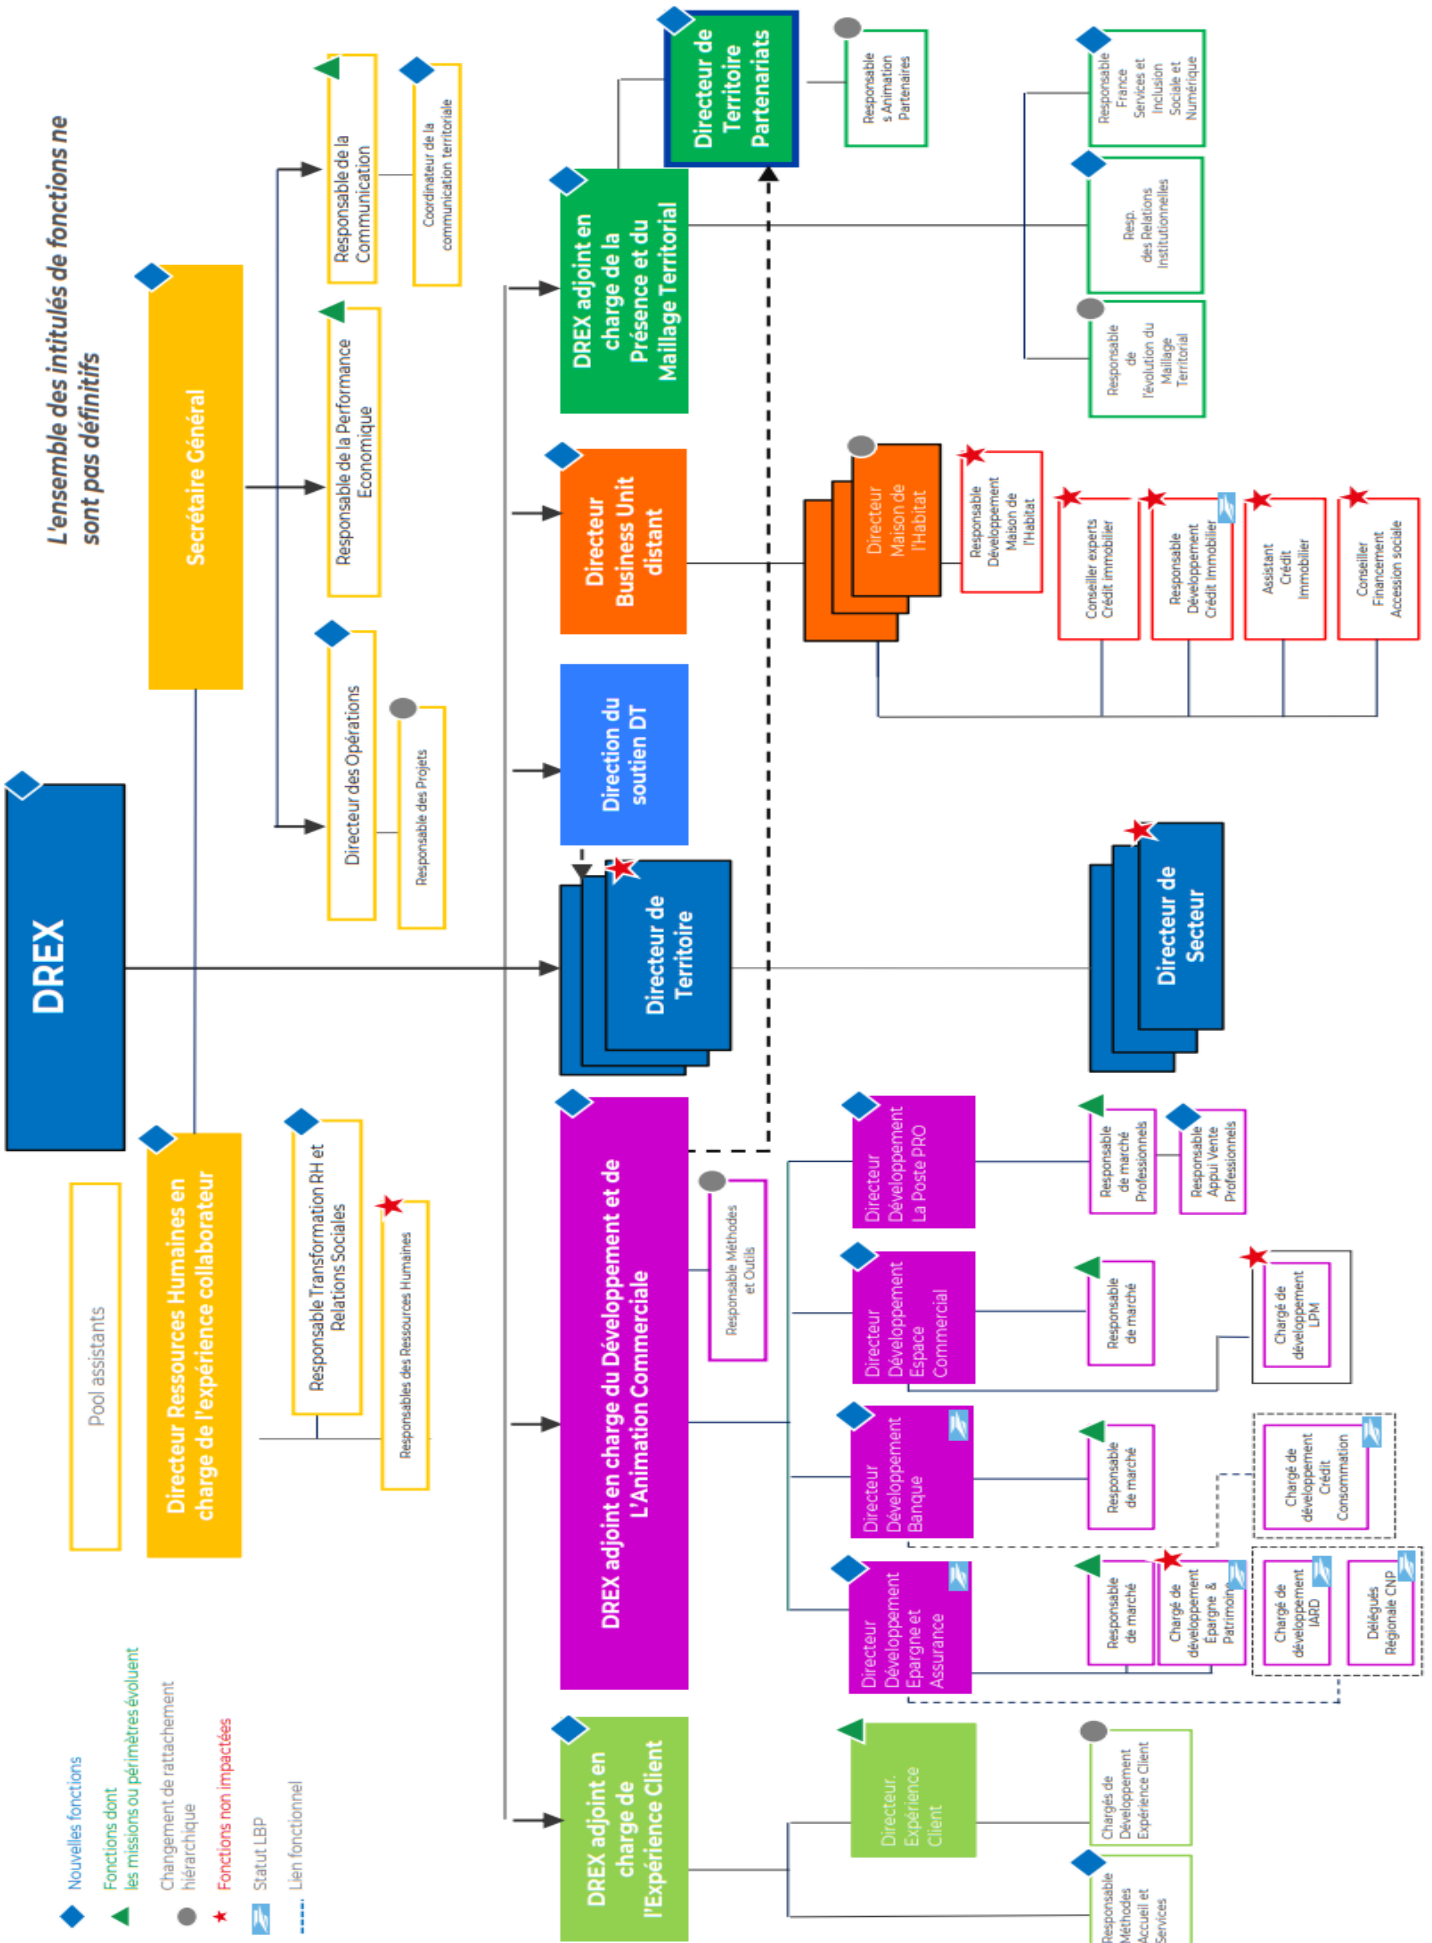 Nouvelles fonctions
Fonctions dont
les missions ou périmètres évoluent
Changement de rattachement
hiérarchique
Fonctions non impactées
Statut LBP
Lien fonctionnel
DREX
L'ensemble des intitulés de fonctions ne
sont pas définitifs
Pool assistants
Directeur Ressources Humaines en
charge de l'expérience collaborateur
Secrétaire Général
Responsable Transformation RH et
Relations Sociales
Responsables des Ressources Humaines
Directeur des Opérations
Responsable des Projets
Responsable de la Performance
Economique
Responsable de la
Communication
Coordinateur de la
communication territoriale
DREX adjoint en
charge de
l'Expérience Client
DREX adjoint en charge du Développement et de
L'Animation Commerciale
Directeur de
Territoire
Direction du
soutien DT
Directeur
Business Unit
distant
DREX adjoint en
charge de la
Présence et du
Maillage Territorial
Directeur de
Territoire
Partenariats
Responsable Méthodes
et Outils
Responsable
s Animation
Partenaires
Directeur.
Expérience
Client
Directeur
Développement
Epargne et
Assurance
Directeur
Développement
Banque
Directeur
Développement
Espace
Commercial
Directeur
Développement
La Poste PRO
Directeur
Maison de
l'Habitat
Responsable
Développement
Maison de
l'Habitat
Responsable
Méthodes
Accueil et
Services
Chargés de
Développement
Expérience Client
Responsable
de marché
Chargé de
développement
Epargne &
Patrimoine
Chargé de
développement
IARD
Délégués
Régionale CNP
Responsable
de marché
Chargé de
développement
Crédit
Consommation
Responsable
de marché
Chargé de
développement
LPM
Responsable
de marché
Professionnels
Responsable
Appui Vente
Professionnels
Directeur de
Secteur
Conseiller experts
Crédit immobilier
Responsable
Développement
Crédit Immobilier
Assistant
Crédit
Immobilier
Conseiller
Financement
Accession sociale
Responsable
de
l'évolution du
Maillage
Territorial
Resp.
des Relations
Institutionnelles
Responsable
France
Services et
Inclusion
Sociale et
Numérique